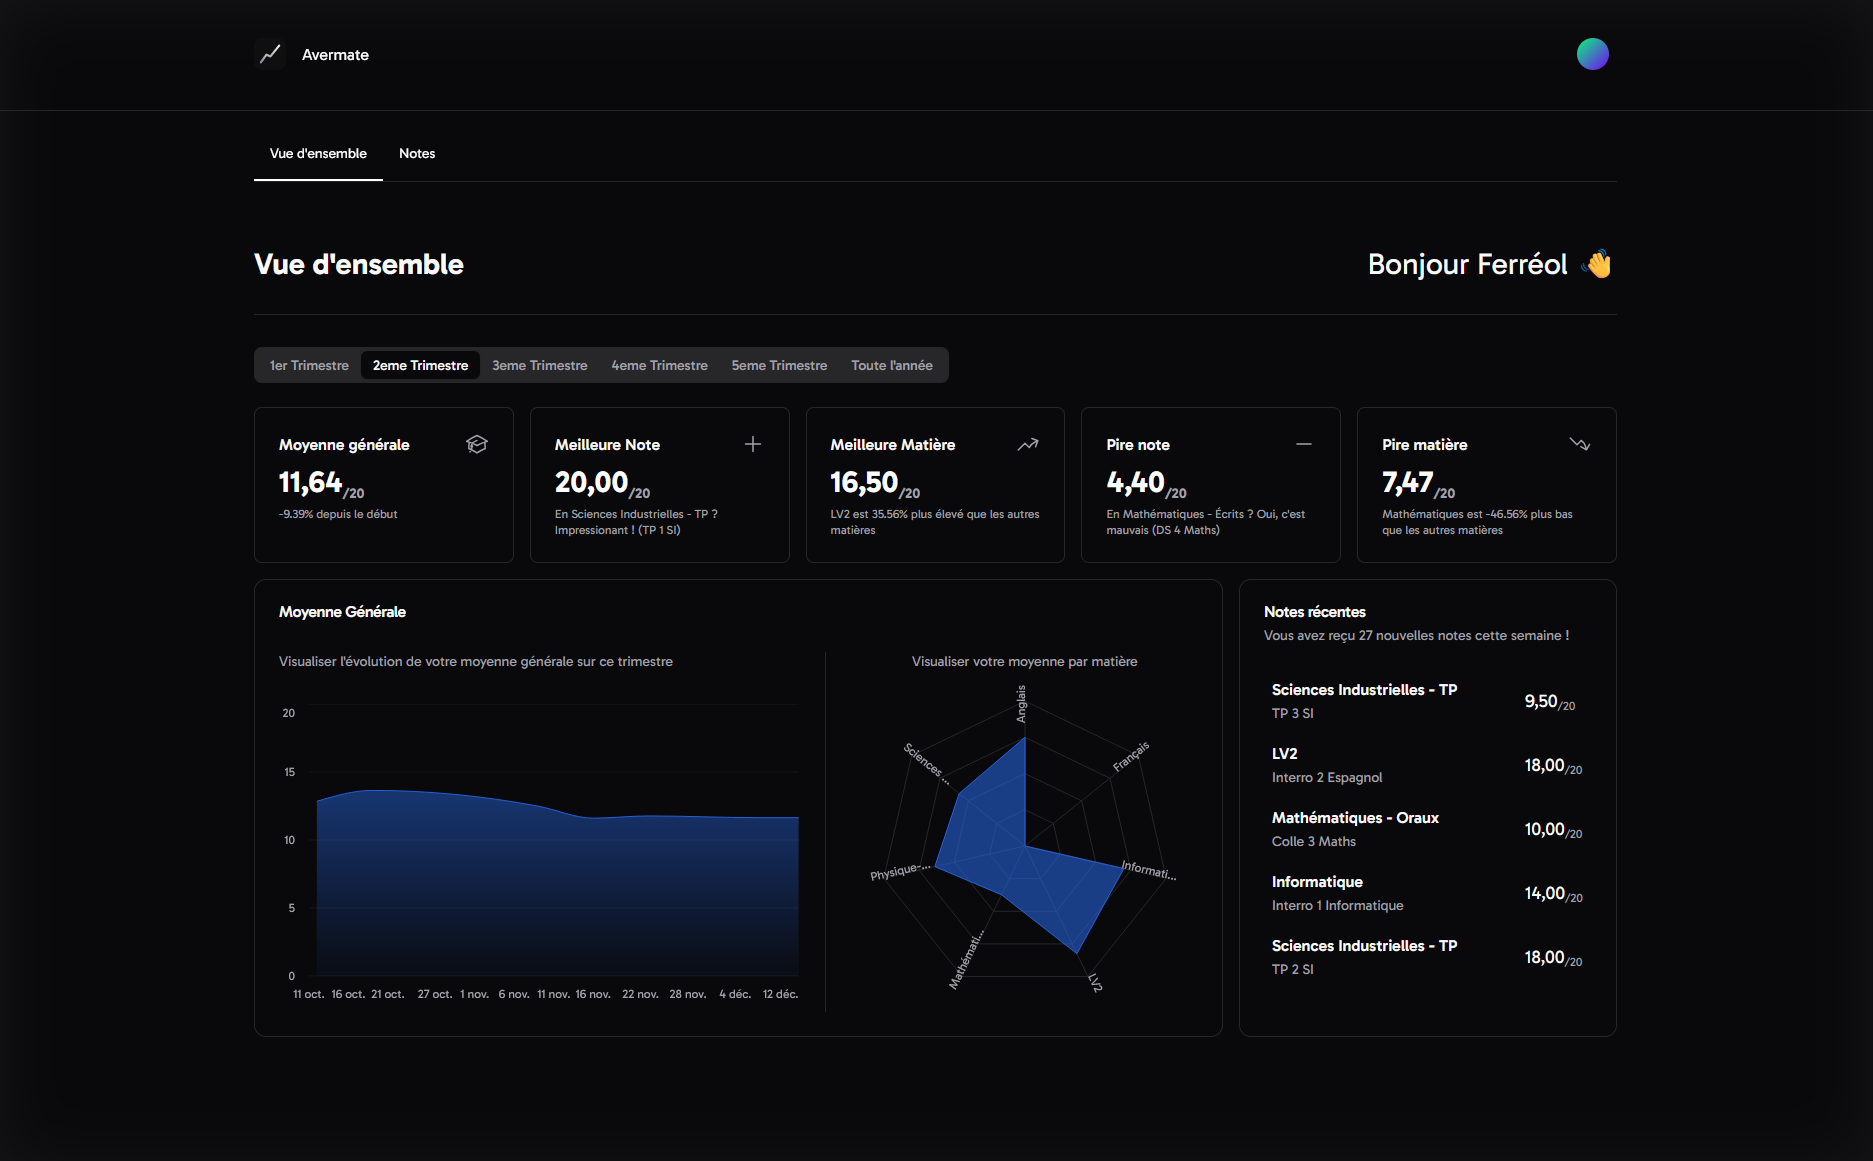 Avermate
Vue d'ensemble
Notes
Vue d'ensemble
Bonjour Ferréol 👋
1er Trimestre
2eme Trimestre
3eme Trimestre
4eme Trimestre
5eme Trimestre
Toute l'année
Moyenne générale
11,64/20
-9.39% depuis le début
Meilleure Note
20,00/20
En Sciences Industrielles - TP ?
Impressionant ! (TP 1 SI)
Meilleure Matière
16,50/20
LV2 est 35.56% plus élevé que les autres
matières
Pire note
4,40/20
En Mathématiques - Écrits ? Oui, c'est
mauvais (DS 4 Maths)
Pire matière
7,47/20
Mathématiques est -46.56% plus bas
que les autres matières
Moyenne Générale
Visualiser l'évolution de votre moyenne générale sur ce trimestre
20
15
10
5
0
11 oct.
16 oct.
21 oct.
27 oct.
1 nov.
6 nov.
11 nov.
16 nov.
22 nov.
28 nov.
4 déc.
12 déc.
Visualiser votre moyenne par matière
Anglais
Français
Informati...
LV2
Mathémati...
Physique-...
Sciences ...
Notes récentes
Vous avez reçu 27 nouvelles notes cette semaine !
Sciences Industrielles - TP
TP 3 SI
9,50/20
LV2
Interro 2 Espagnol
18,00/20
Mathématiques - Oraux
Colle 3 Maths
10,00/20
Informatique
Interro 1 Informatique
14,00/20
Sciences Industrielles - TP
TP 2 SI
18,00/20